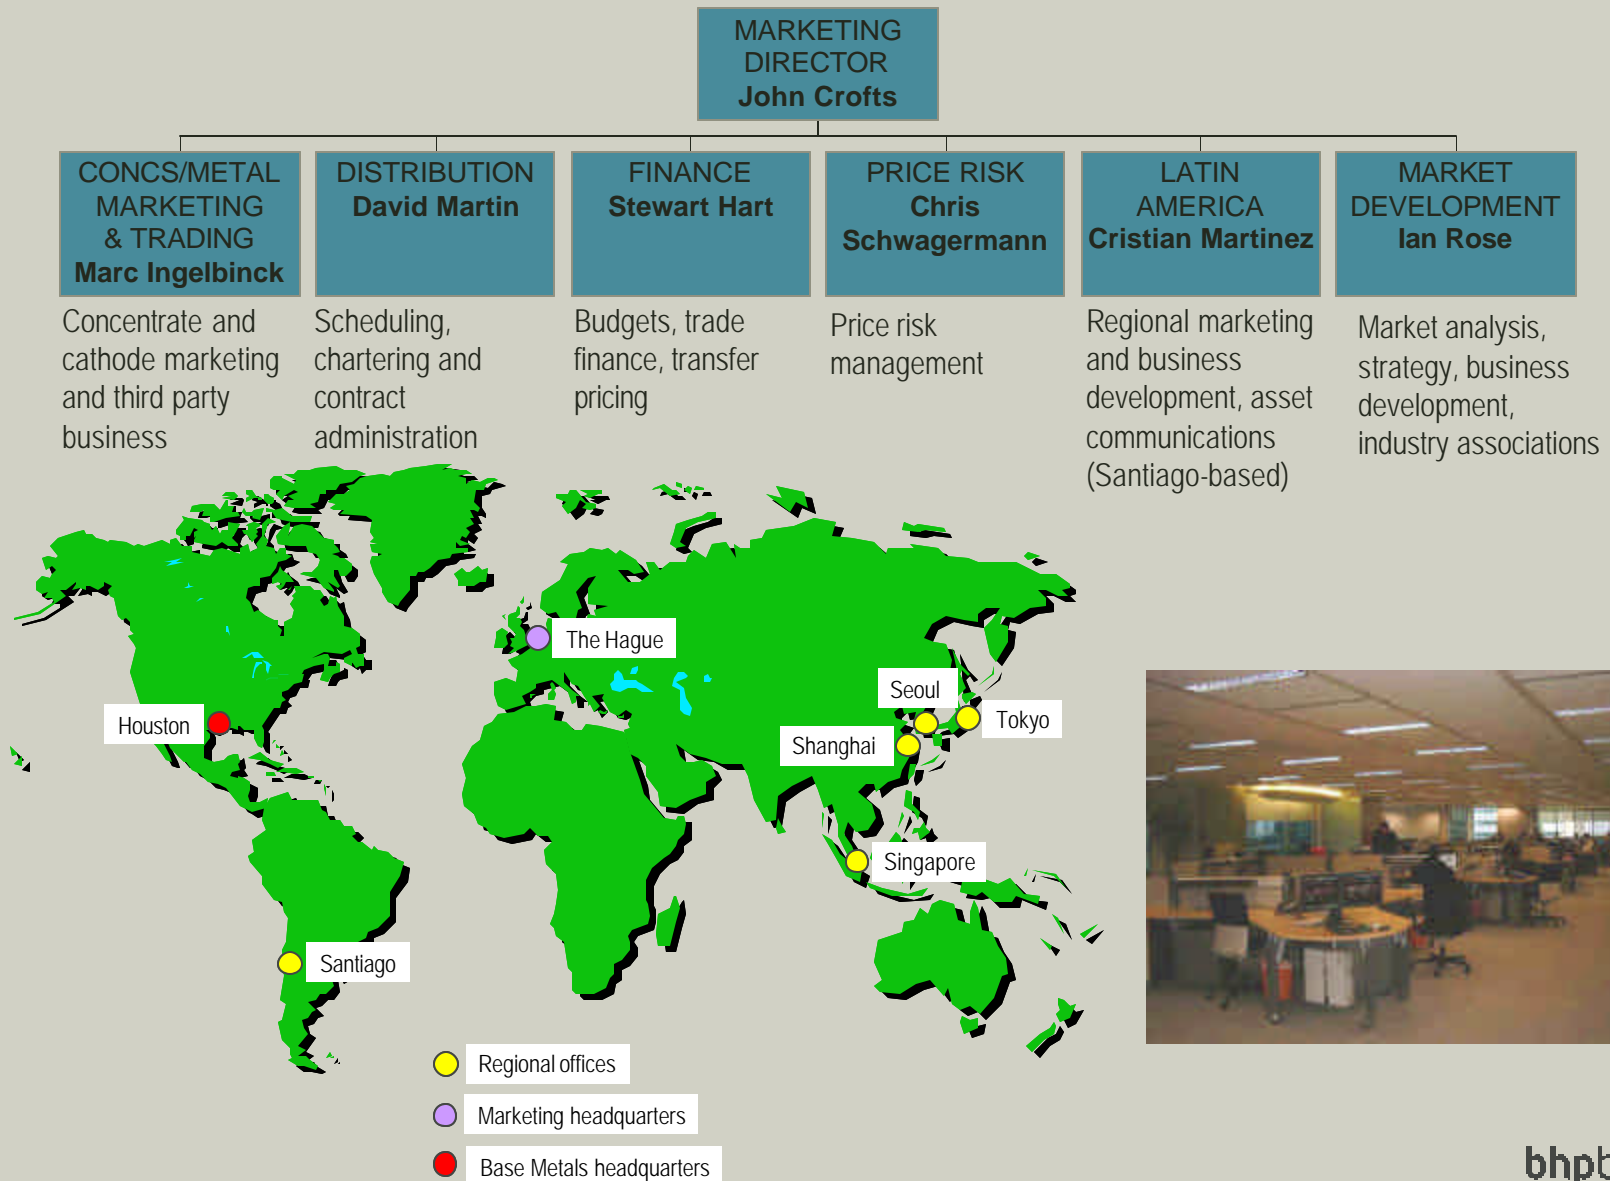 MARKETING
DIRECTOR
John Crofts
CONCS/METAL
MARKETING
& TRADING
Marc Ingelbinck
DISTRIBUTION
David Martin
FINANCE
Stewart Hart
PRICE RISK
Chris
Schwagermann
LATIN
AMERICA
Cristian Martinez
MARKET
DEVELOPMENT
Ian Rose
Concentrate and
cathode marketing
and third party
business
Scheduling,
chartering and
contract
administration
Budgets, trade
finance, transfer
pricing
Price risk
management
Regional marketing
and business
development, asset
communications
(Santiago-based)
Market analysis,
strategy, business
development,
industry associations
The Hague
Seoul
Houston
Tokyo
Shanghai
Singapore
Santiago
Regional offices
Marketing headquarters
Base Metals headquarters